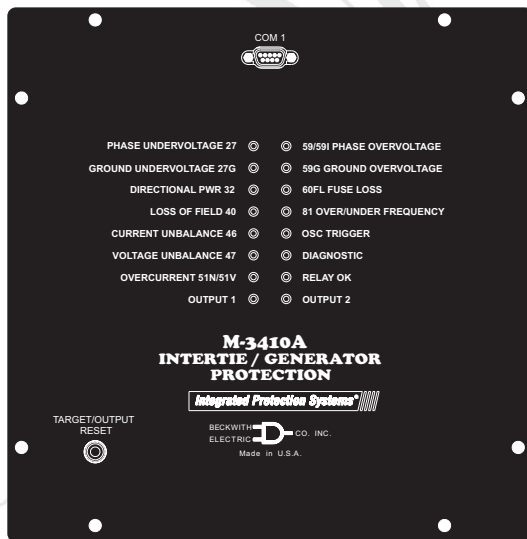 COM 1
PHASE UNDERVOLTAGE 27
59/59I PHASE OVERVOLTAGE
GROUND UNDERVOLTAGE 27G
59G GROUND OVERVOLTAGE
DIRECTIONAL PWR 32
60FL FUSE LOSS
LOSS OF FIELD 40
81 OVER/UNDER FREQUENCY
CURRENT UNBALANCE 46
OSC TRIGGER
VOLTAGE UNBALANCE 47
DIAGNOSTIC
OVERCURRENT 51N/51V
RELAY OK
OUTPUT 1
OUTPUT 2
M-3410A
INTERTIE / GENERATOR
PROTECTION
Integrated Protection Systems®
TARGET/OUTPUT
RESET
BECKWITH
ELECTRIC
CO. INC.
Made in U.S.A.